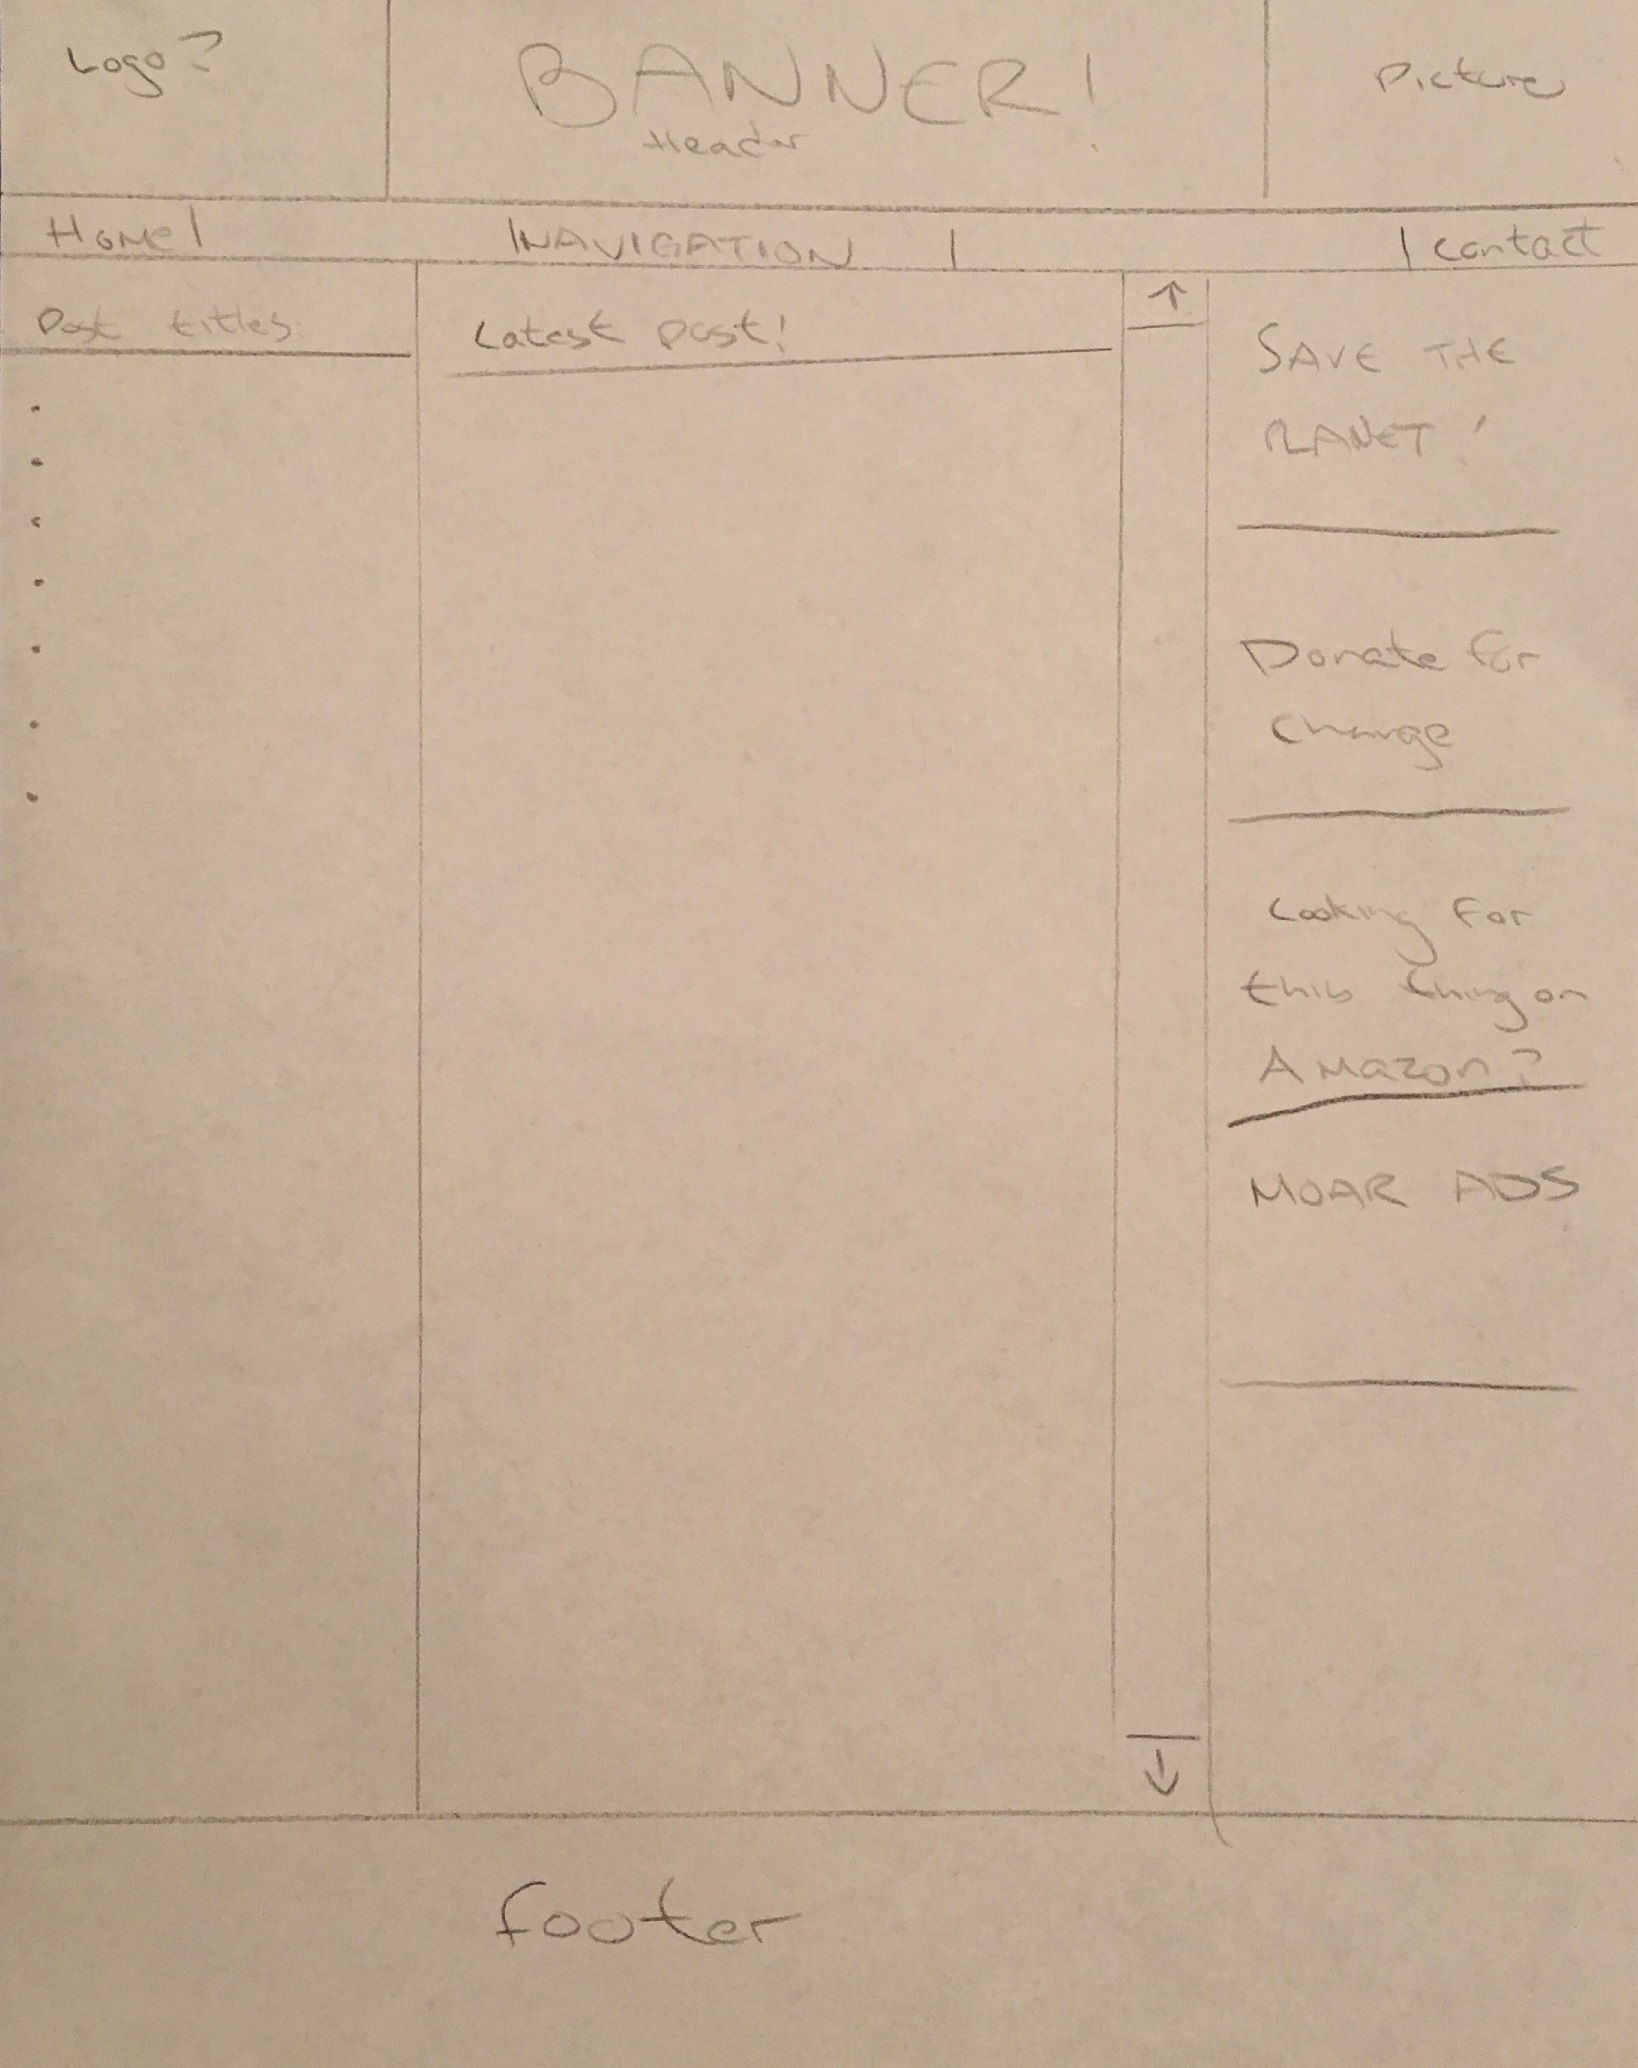 Logo?
BANNER!
Header
Picture
Home | | NAVIGATION | | Contact
Post titles
Latest post!
↑
SAVE THE
PLANET!
Donate for
Change
Looking for
this thing on
Amazon?
MOAR ADS
↓
footer